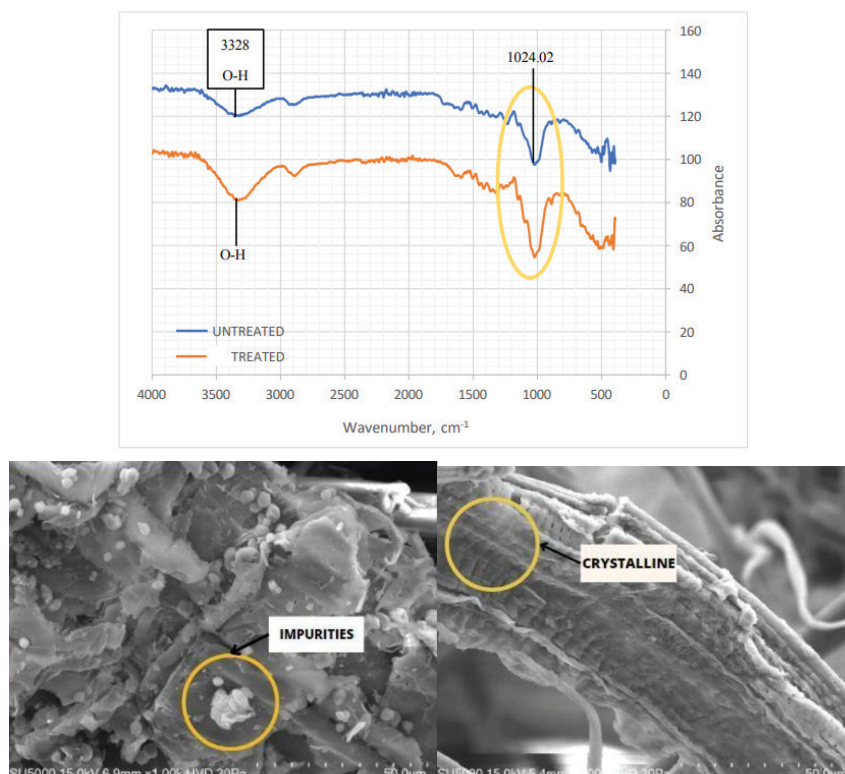 3328
O-H
1024.02
160
140
120
100
80
60
40
20
0
Absorbance
O-H
UNTREATED
TREATED
4000 3500 3000 2500 2000 1500 1000 500 0
Wavenumber, cm-1
IMPURITIES
CRYSTALLINE